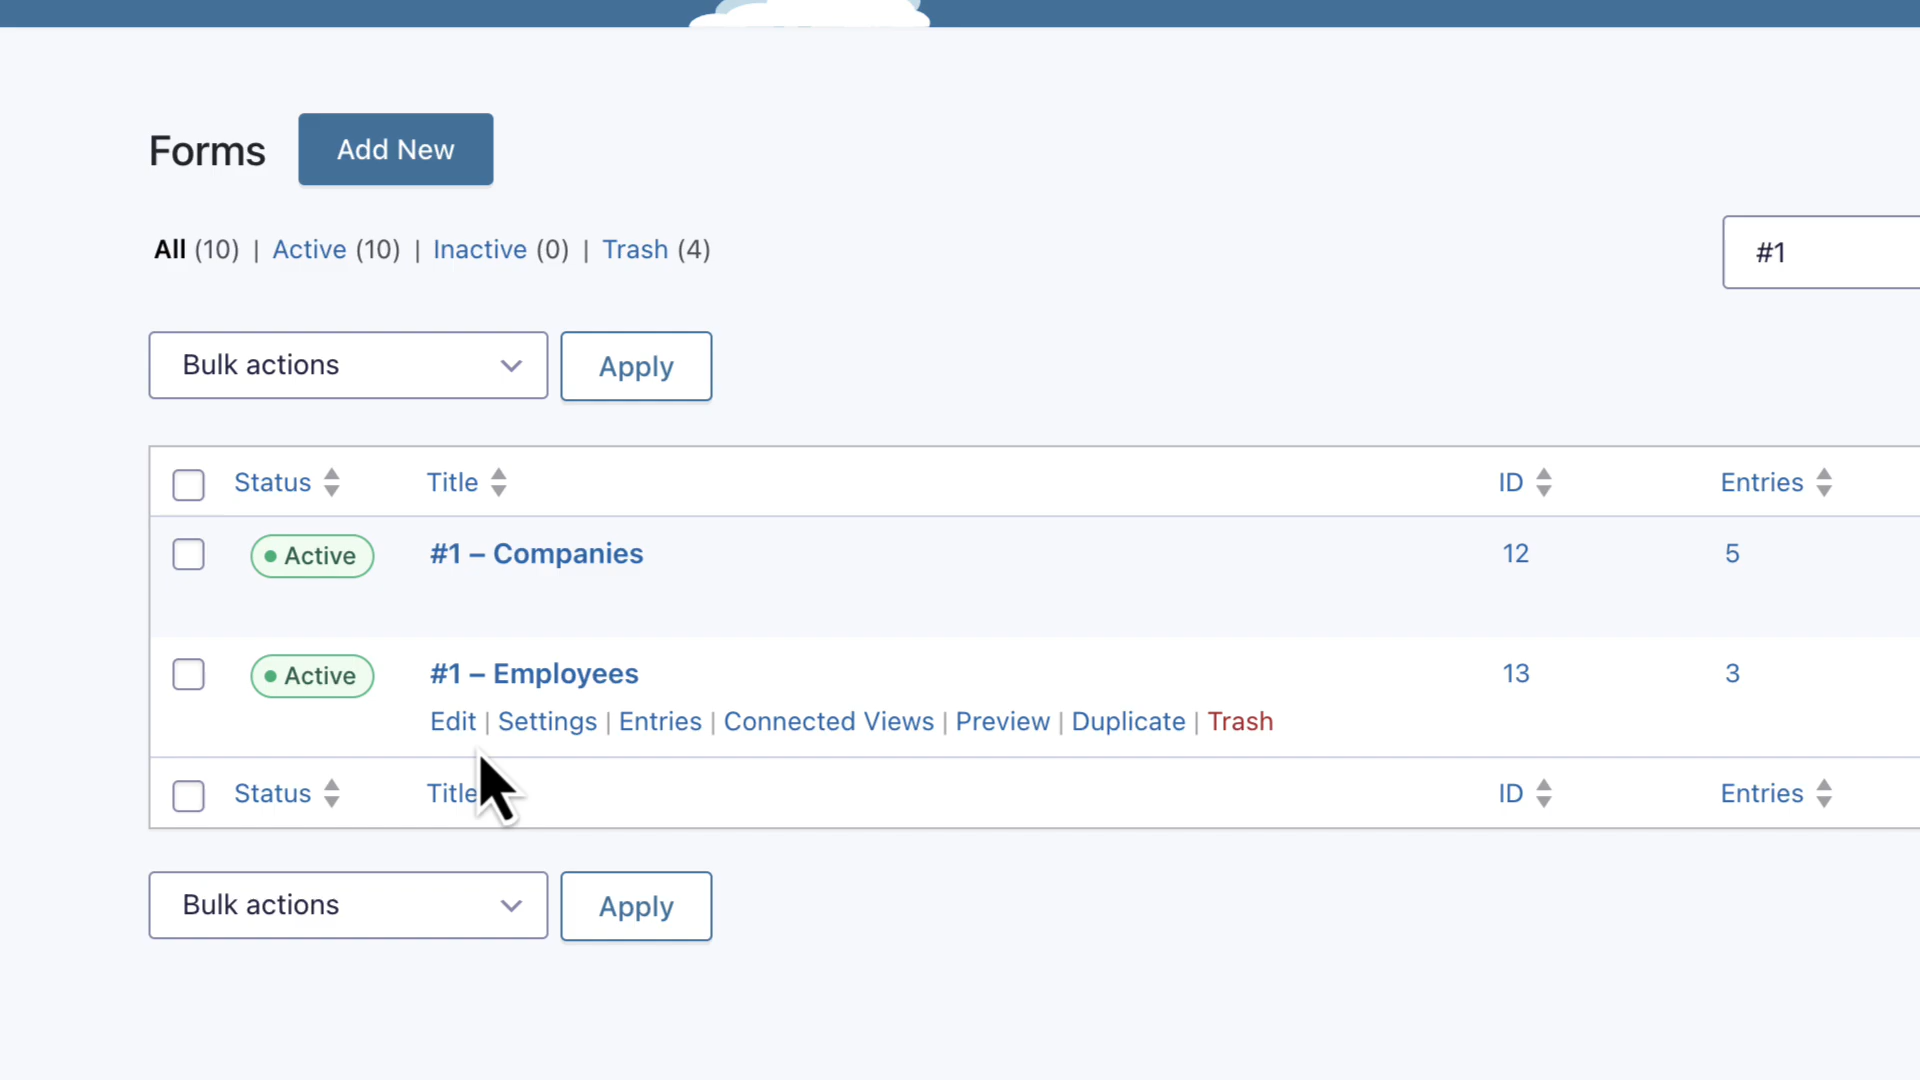 Forms Add New
All (10) | Active (10) | Inactive (0) | Trash (4)
#1
Bulk actions Apply
Status Title ID Entries
Active #1 – Companies 12 5
Active #1 – Employees 13 3
Edit | Settings | Entries | Connected Views | Preview | Duplicate | Trash
Status Title ID Entries
Bulk actions Apply